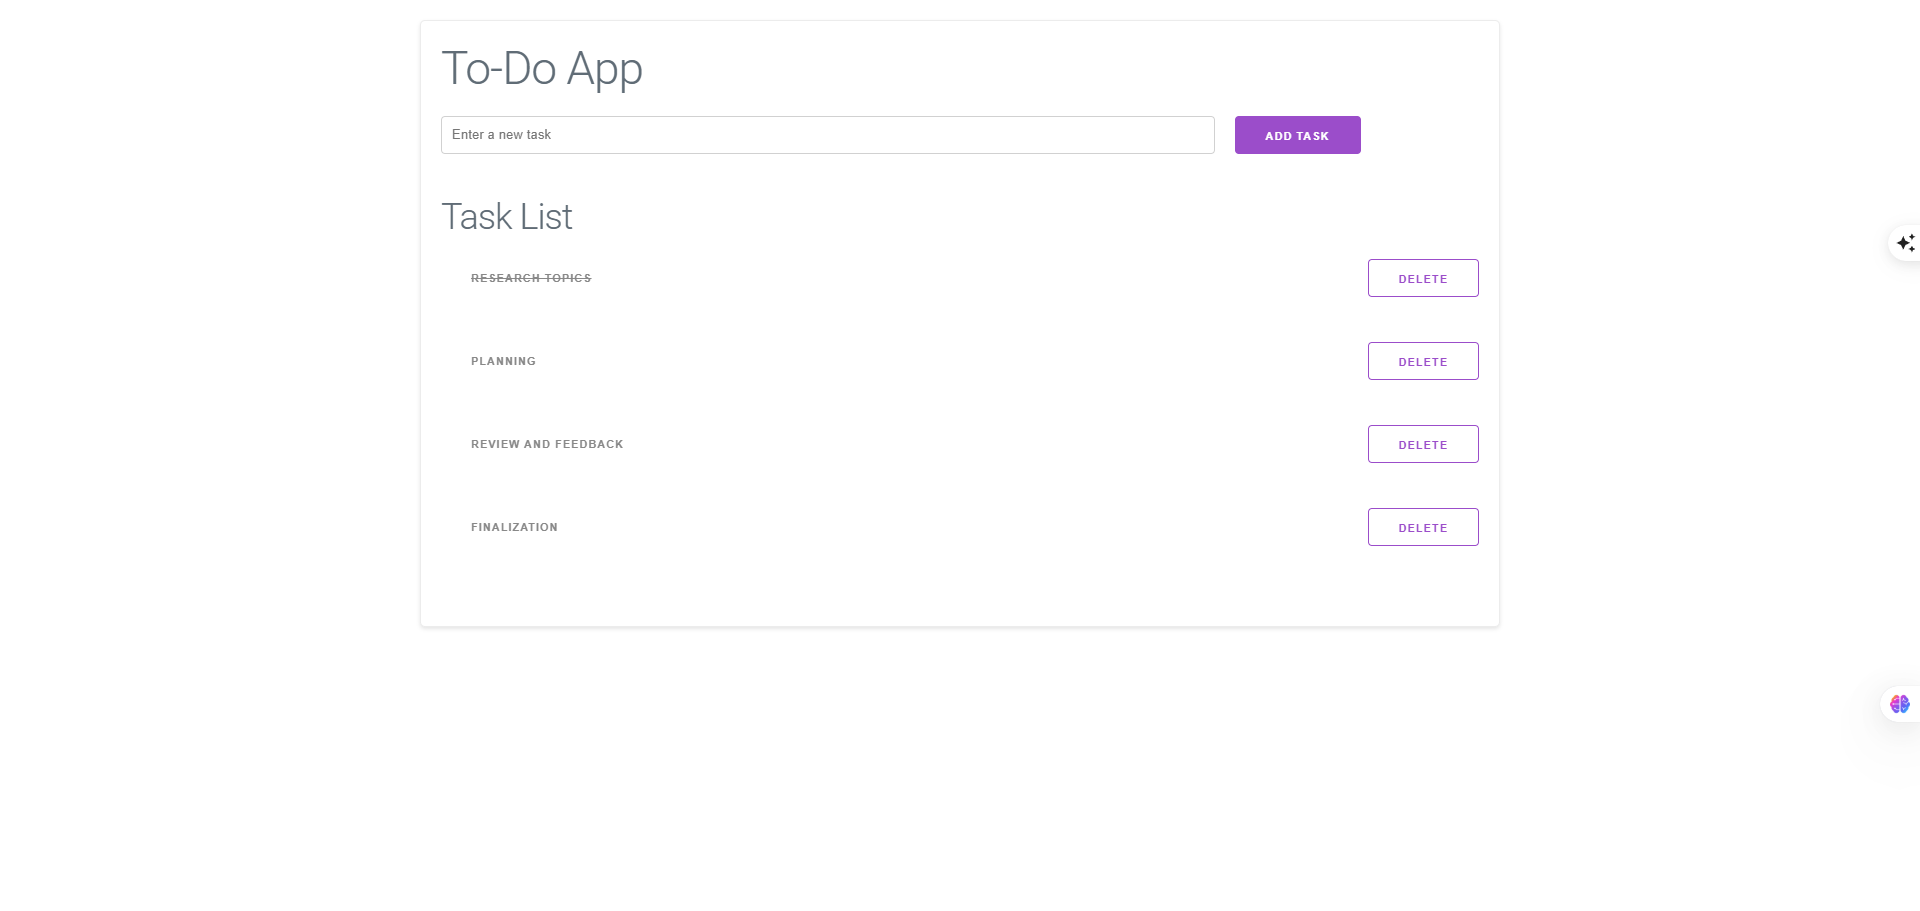 To-Do App
Enter a new task
ADD TASK
Task List
RESEARCH TOPICS
DELETE
PLANNING
DELETE
REVIEW AND FEEDBACK
DELETE
FINALIZATION
DELETE